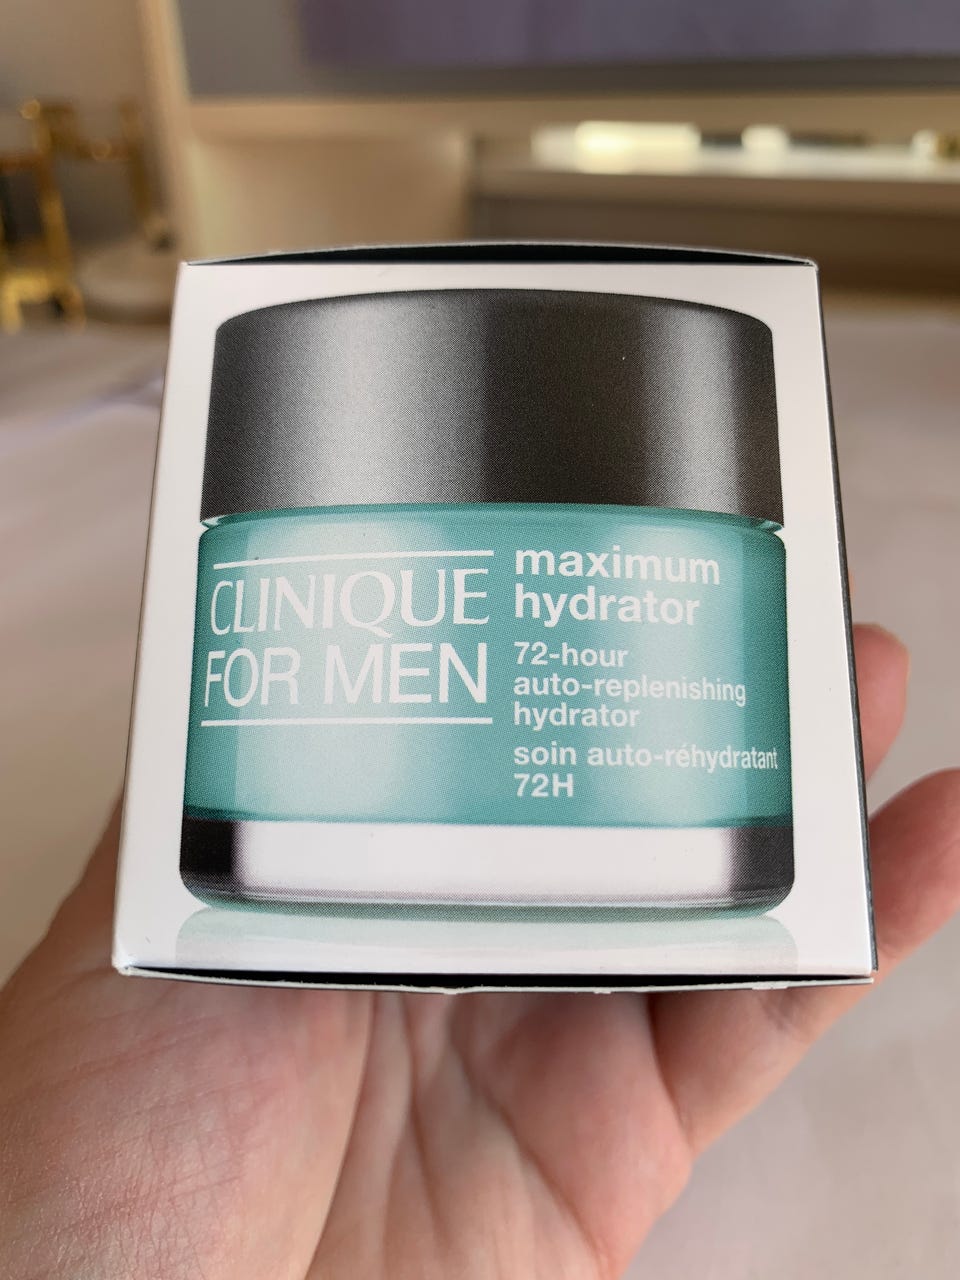 CLINIQUE
FOR MEN
maximum
hydrator
72-hour
auto-replenishing
hydrator
soin auto-réhydratant
72H